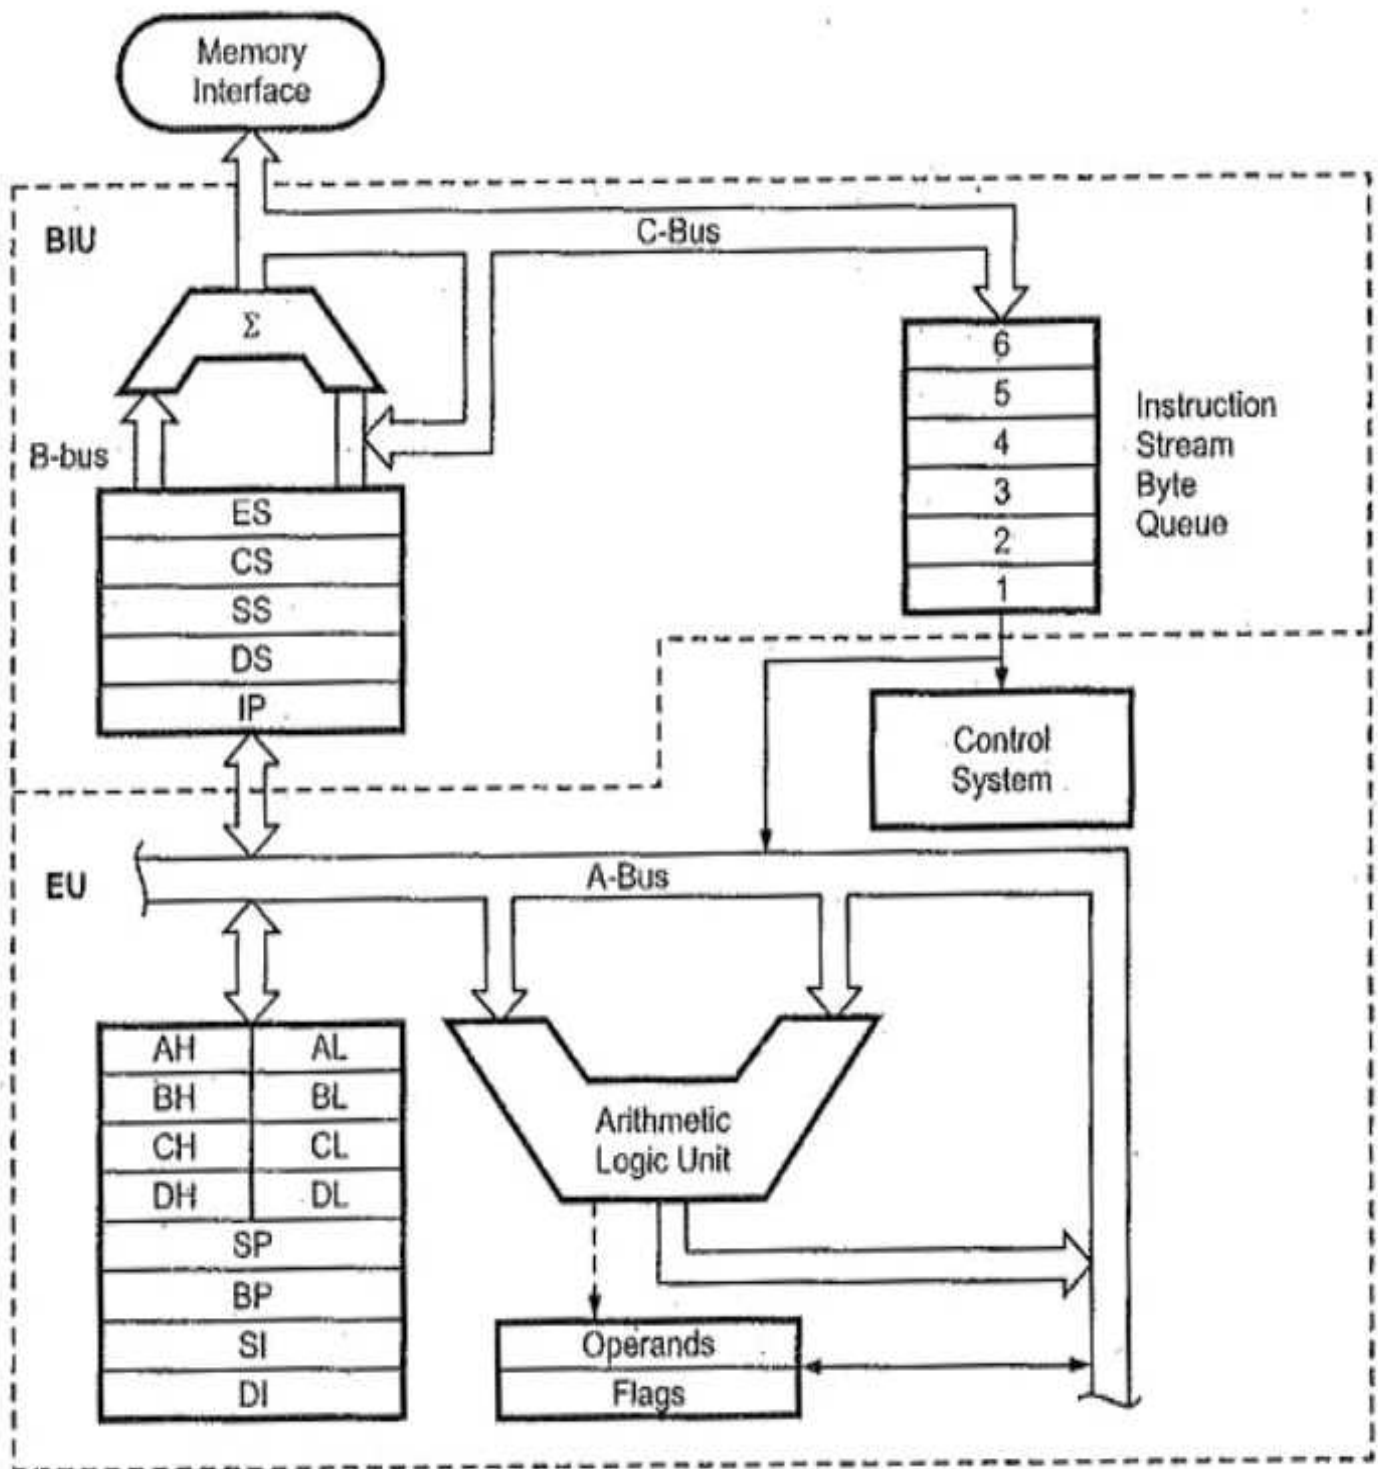 Memory
Interface
BIU
C-Bus
Σ
6
5
4
3
2
1
Instruction
Stream
Byte
Queue
B-bus
ES
CS
SS
DS
IP
Control
System
EU
A-Bus
AH
AL
BH
BL
CH
CL
DH
DL
SP
BP
SI
DI
Arithmetic
Logic Unit
Operands
Flags